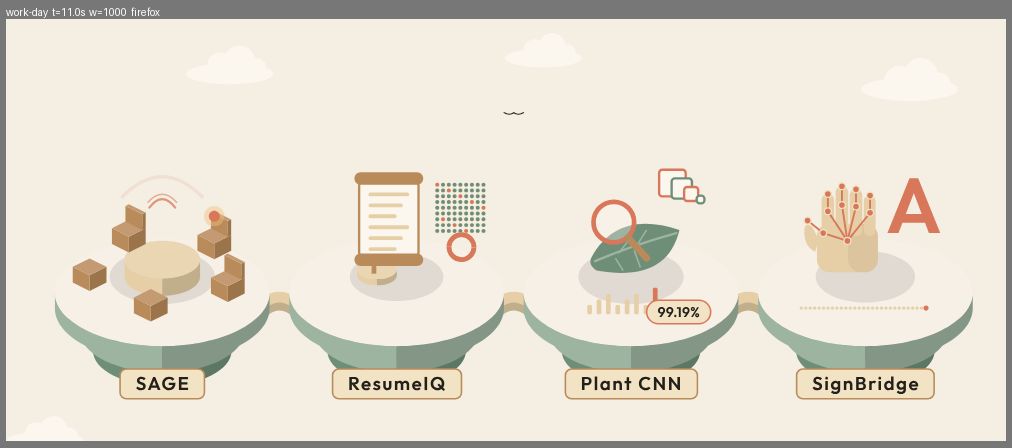 work-day t=11.0s w=1000 firefox
A
99.19%
SAGE
ResumeIQ
Plant CNN
SignBridge